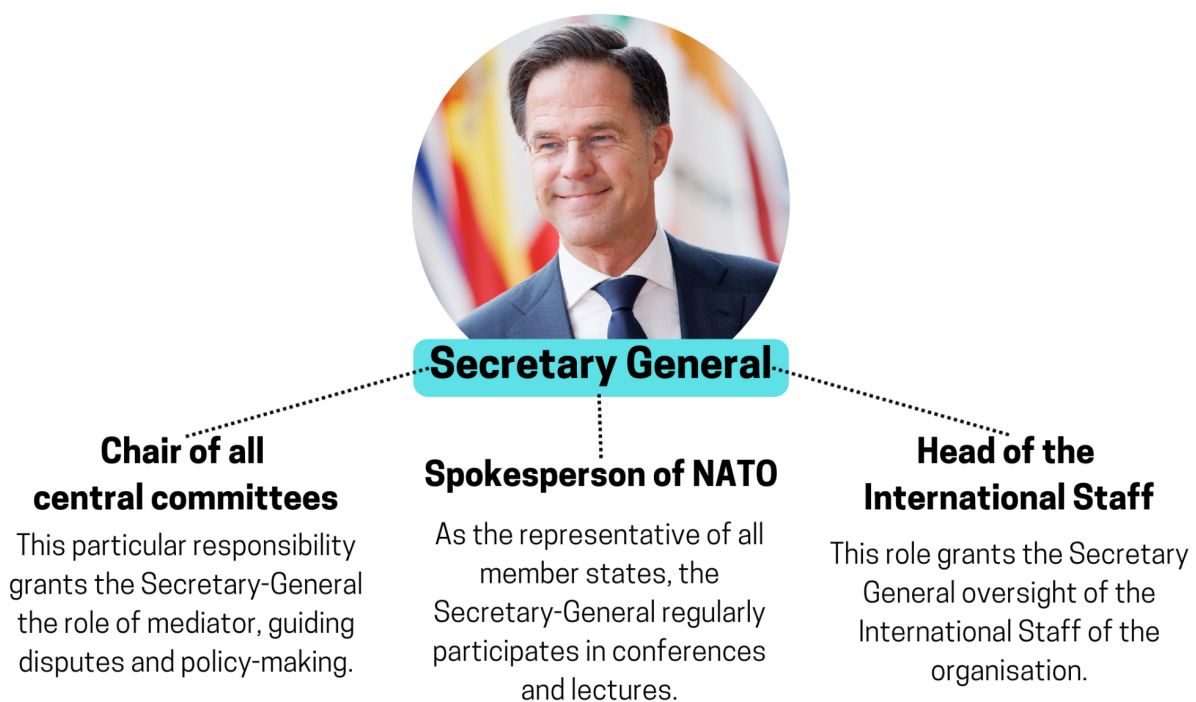 Secretary General
Chair of all
central committees
This particular responsibility
grants the Secretary-General
the role of mediator, guiding
disputes and policy-making.
Spokesperson of NATO
As the representative of all
member states, the
Secretary-General regularly
participates in conferences
and lectures.
Head of the
International Staff
This role grants the Secretary
General oversight of the
International Staff of the
organisation.